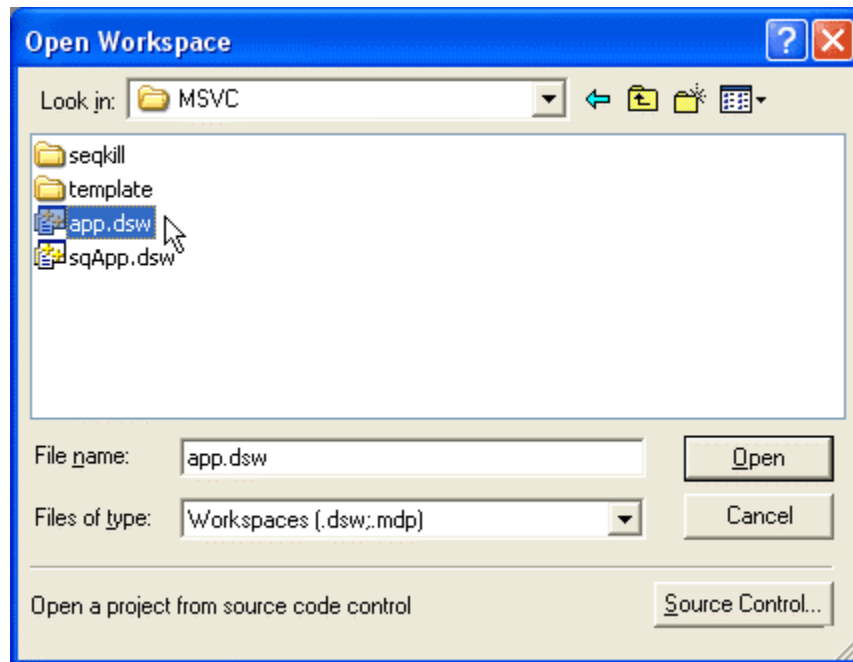 Open Workspace
Look in: MSVC
seqkill
template
app.dsw
sqApp.dsw
File name: app.dsw Open
Files of type: Workspaces (.dsw;.mdp) Cancel
Open a project from source code control Source Control...